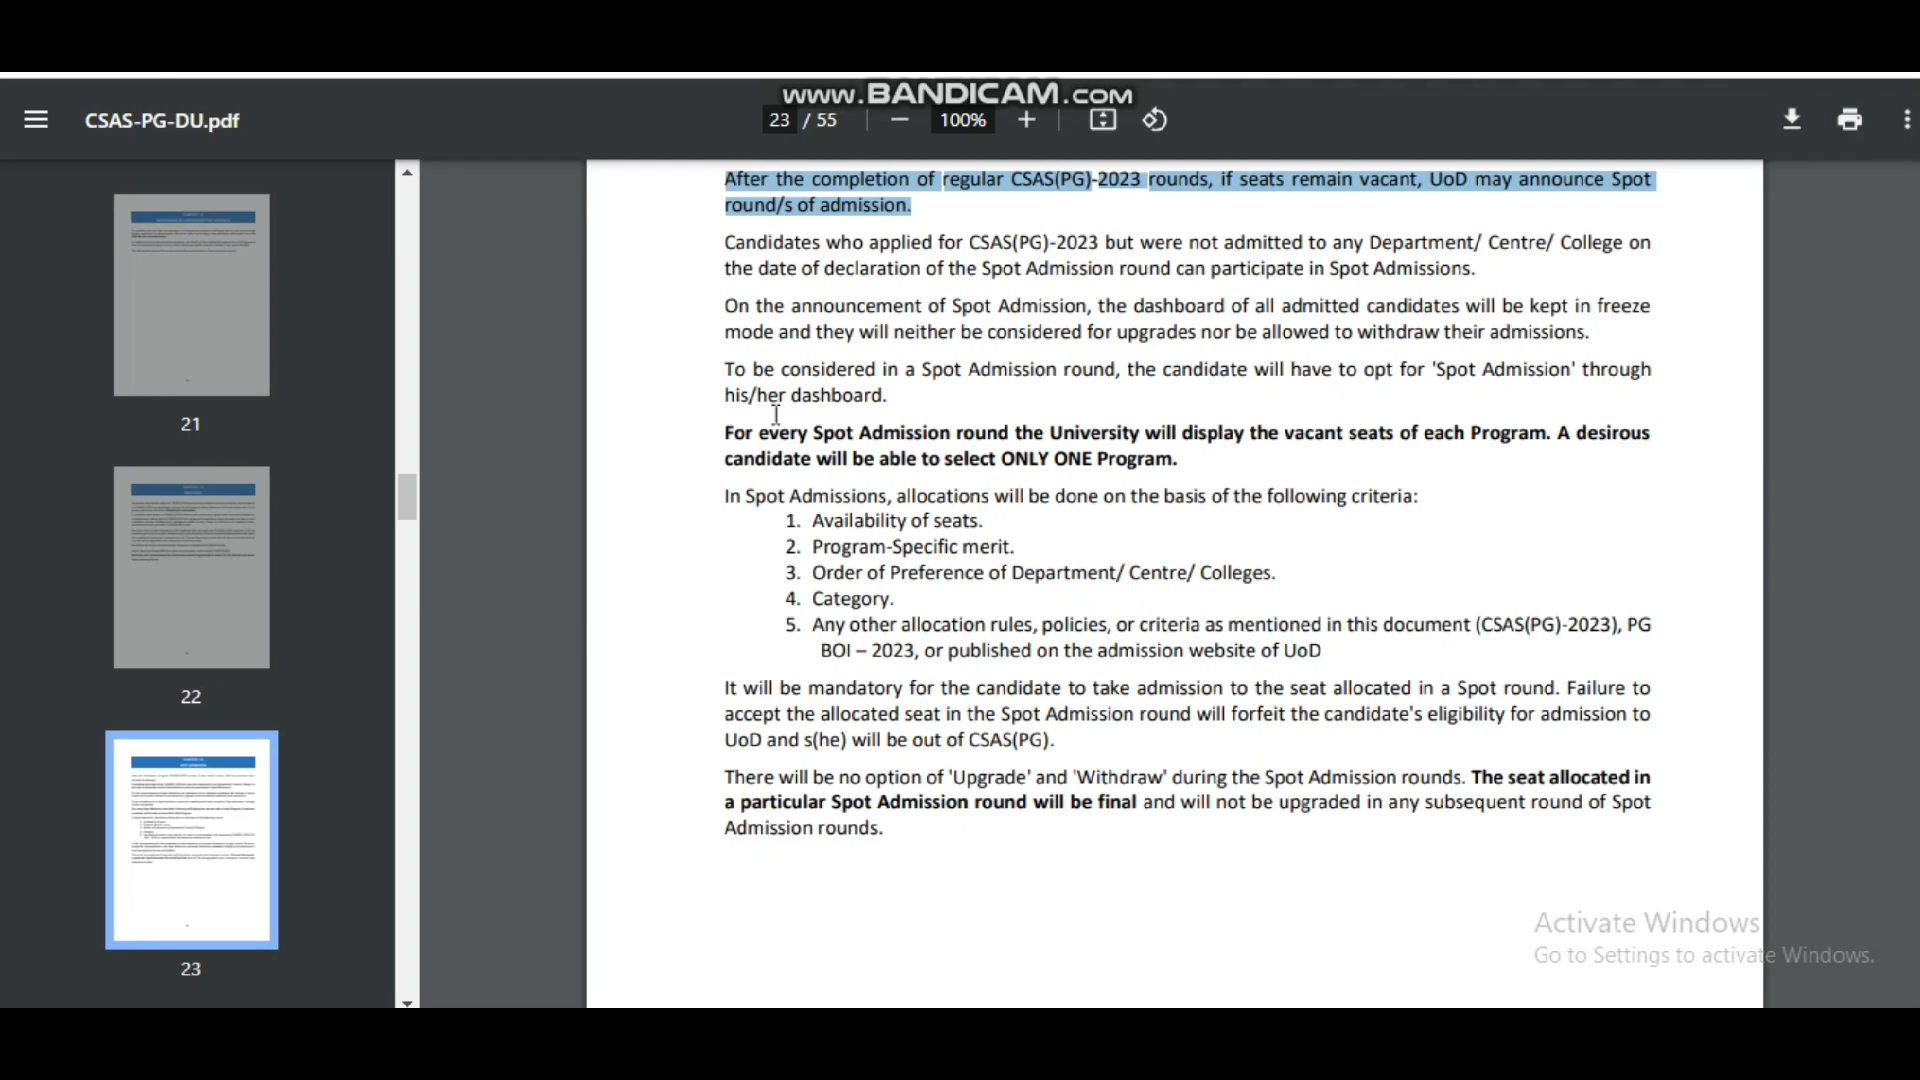 www.BANDICAM.com
CSAS-PG-DU.pdf
23 / 55
100%
After the completion of regular CSAS(PG)-2023 rounds, if seats remain vacant, UoD may announce Spot
round/s of admission.
Candidates who applied for CSAS(PG)-2023 but were not admitted to any Department/ Centre/ College on
the date of declaration of the Spot Admission round can participate in Spot Admissions.
On the announcement of Spot Admission, the dashboard of all admitted candidates will be kept in freeze
mode and they will neither be considered for upgrades nor be allowed to withdraw their admissions.
To be considered in a Spot Admission round, the candidate will have to opt for 'Spot Admission' through
his/her dashboard.
For every Spot Admission round the University will display the vacant seats of each Program. A desirous
candidate will be able to select ONLY ONE Program.
In Spot Admissions, allocations will be done on the basis of the following criteria:
1. Availability of seats.
2. Program-Specific merit.
3. Order of Preference of Department/ Centre/ Colleges.
4. Category.
5. Any other allocation rules, policies, or criteria as mentioned in this document (CSAS(PG)-2023), PG
BOI – 2023, or published on the admission website of UoD
It will be mandatory for the candidate to take admission to the seat allocated in a Spot round. Failure to
accept the allocated seat in the Spot Admission round will forfeit the candidate's eligibility for admission to
UoD and s(he) will be out of CSAS(PG).
There will be no option of 'Upgrade' and 'Withdraw' during the Spot Admission rounds. The seat allocated in
a particular Spot Admission round will be final and will not be upgraded in any subsequent round of Spot
Admission rounds.
21
22
23
Activate Windows
Go to Settings to activate Windows.